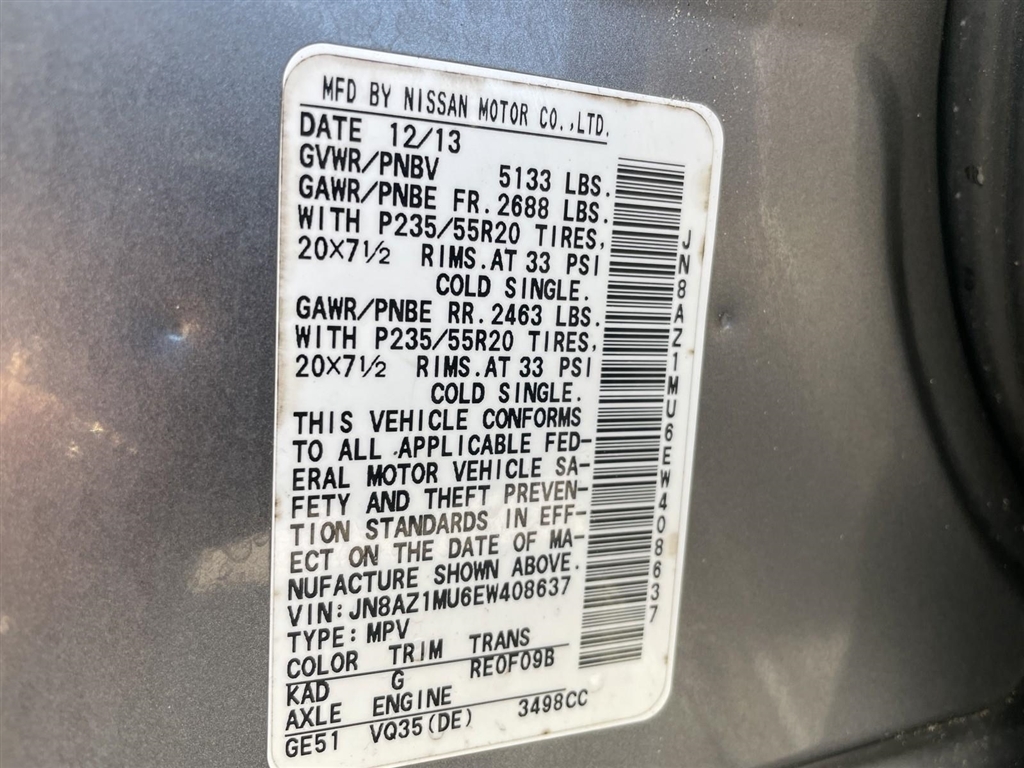 MFD BY NISSAN MOTOR CO.,LTD.
DATE 12/13
GVWR/PNBV 5133 LBS.
GAWR/PNBE FR.2688 LBS.
WITH P235/55R20 TIRES,
20X7½ RIMS.AT 33 PSI
COLD SINGLE.
GAWR/PNBE RR.2463 LBS.
WITH P235/55R20 TIRES,
20X7½ RIMS.AT 33 PSI
COLD SINGLE.
THIS VEHICLE CONFORMS
TO ALL APPLICABLE FED-
ERAL MOTOR VEHICLE SA-
FETY AND THEFT PREVEN-
TION STANDARDS IN EFF-
ECT ON THE DATE OF MA-
NUFACTURE SHOWN ABOVE.
VIN:JN8AZ1MU6EW408637
TYPE:MPV
COLOR TRIM TRANS
KAD G RE0F09B
AXLE ENGINE
GE51 VQ35(DE) 3498CC
JN8AZ1MU6EW408637